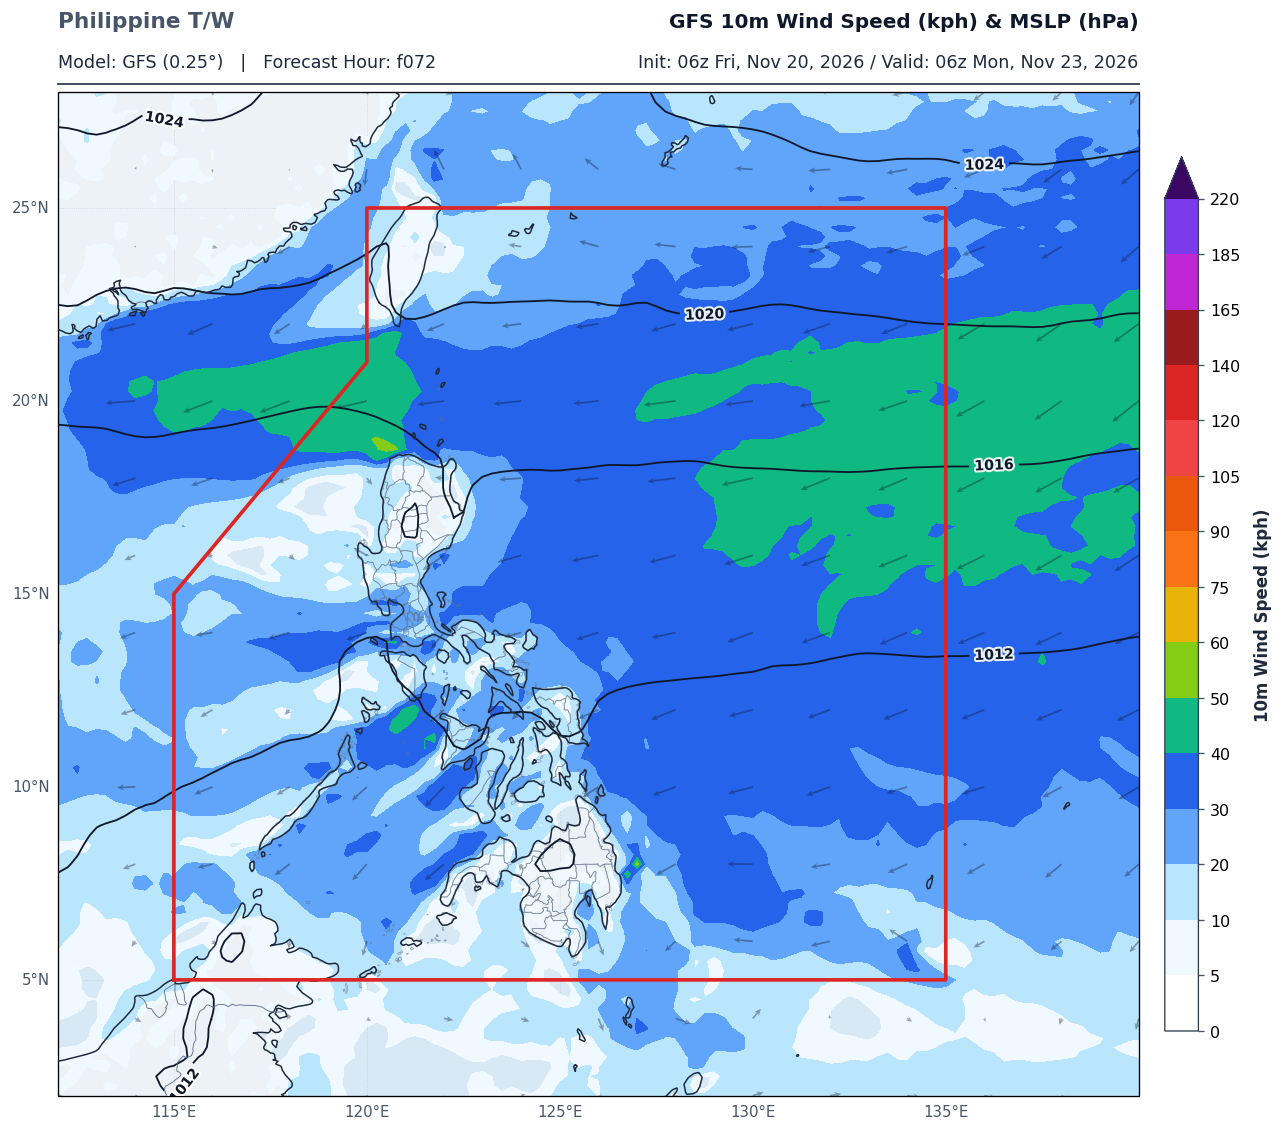 Philippine T/W
GFS 10m Wind Speed (kph) & MSLP (hPa)
Model: GFS (0.25°) | Forecast Hour: f072
Init: 06z Fri, Nov 20, 2026 / Valid: 06z Mon, Nov 23, 2026
1024
1024
25°N
1020
20°N
1016
15°N
1012
10°N
5°N
1012
115°E
120°E
125°E
130°E
135°E
220
185
165
140
120
105
90
75
60
50
40
30
20
10
5
0
10m Wind Speed (kph)